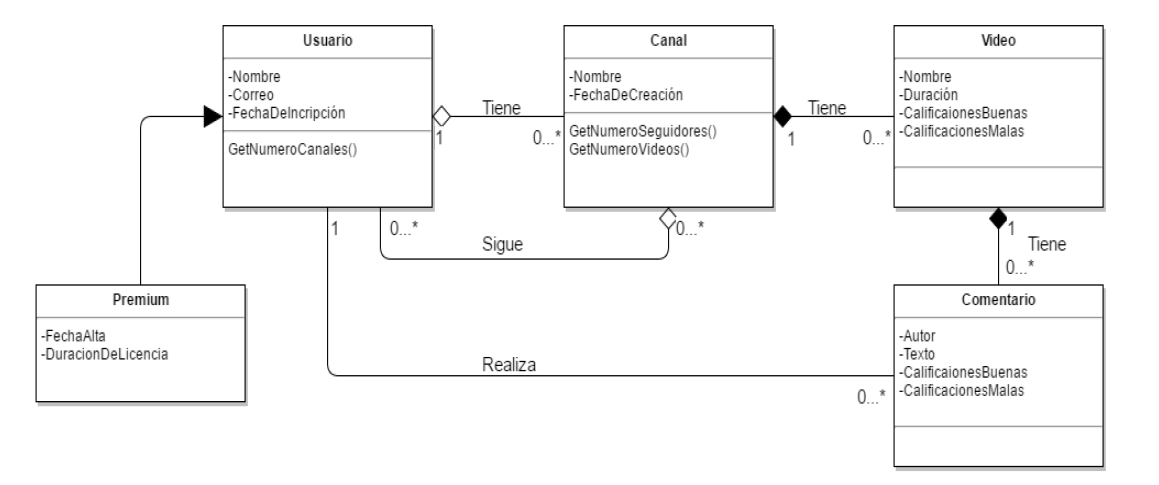 Usuario
-Nombre
-Correo
-FechaDeIncripción
GetNumeroCanales()
Tiene
1
0...*
Canal
-Nombre
-FechaDeCreación
GetNumeroSeguidores()
GetNumeroVideos()
Tiene
1
0...*
Video
-Nombre
-Duración
-CalificaionesBuenas
-CalificacionesMalas
1
0...*
Sigue
0...*
1
Tiene
0...*
Premium
-FechaAlta
-DuracionDeLicencia
Realiza
0...*
Comentario
-Autor
-Texto
-CalificaionesBuenas
-CalificacionesMalas